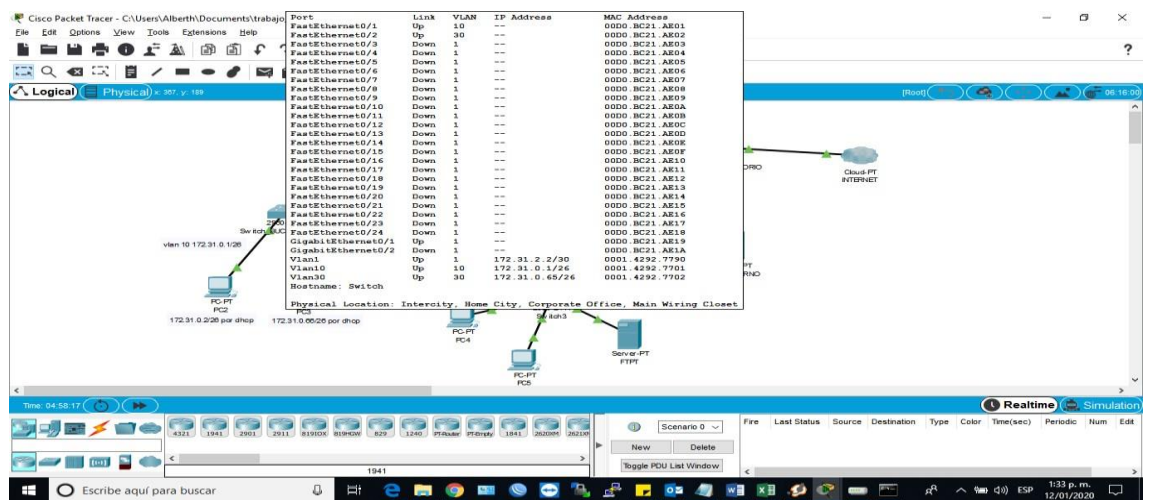 Cisco Packet Tracer - C:\Users\Alberth\Documents\trabajo
File Edit Options View Tools Extensions Help
Logical Physical x: 367, y: 189 [Root] 06:16:00
Port Link VLAN IP Address MAC Address
FastEthernet0/1 Up 10 -- 00D0.BC21.AE01
FastEthernet0/2 Up 30 -- 00D0.BC21.AE02
FastEthernet0/3 Down 1 -- 00D0.BC21.AE03
FastEthernet0/4 Down 1 -- 00D0.BC21.AE04
FastEthernet0/5 Down 1 -- 00D0.BC21.AE05
FastEthernet0/6 Down 1 -- 00D0.BC21.AE06
FastEthernet0/7 Down 1 -- 00D0.BC21.AE07
FastEthernet0/8 Down 1 -- 00D0.BC21.AE08
FastEthernet0/9 Down 1 -- 00D0.BC21.AE09
FastEthernet0/10 Down 1 -- 00D0.BC21.AE0A
FastEthernet0/11 Down 1 -- 00D0.BC21.AE0B
FastEthernet0/12 Down 1 -- 00D0.BC21.AE0C
FastEthernet0/13 Down 1 -- 00D0.BC21.AE0D
FastEthernet0/14 Down 1 -- 00D0.BC21.AE0E
FastEthernet0/15 Down 1 -- 00D0.BC21.AE0F
FastEthernet0/16 Down 1 -- 00D0.BC21.AE10
FastEthernet0/17 Down 1 -- 00D0.BC21.AE11
FastEthernet0/18 Down 1 -- 00D0.BC21.AE12
FastEthernet0/19 Down 1 -- 00D0.BC21.AE13
FastEthernet0/20 Down 1 -- 00D0.BC21.AE14
FastEthernet0/21 Down 1 -- 00D0.BC21.AE15
FastEthernet0/22 Down 1 -- 00D0.BC21.AE16
FastEthernet0/23 Down 1 -- 00D0.BC21.AE17
FastEthernet0/24 Down 1 -- 00D0.BC21.AE18
GigabitEthernet0/1 Up 1 -- 00D0.BC21.AE19
GigabitEthernet0/2 Down 1 -- 00D0.BC21.AE1A
Vlan1 Up 1 172.31.2.2/30 0001.4292.7790
Vlan10 Up 10 172.31.0.1/26 0001.4292.7701
Vlan30 Up 30 172.31.0.65/26 0001.4292.7702
Hostname: Switch
Physical Location: Intercity, Home City, Corporate Office, Main Wiring Closet
Cloud-PT
INTERNET
vlan 10 172.31.0.1/26
PC-PT
PC2
172.31.0.2/26 por dhcp
PC3
172.31.0.66/26 por dhcp
Switch3
PC-PT
PC4
PC-PT
PC5
Server-PT
FTPT
Time: 04:58:17
Realtime Simulation
4321 1941 2901 2911 819IOX 819HGW 829 1240 PT-Router PT-Empty 1841 2620XM 2621X
1941
Scenario 0
New Delete
Toggle PDU List Window
Fire Last Status Source Destination Type Color Time(sec) Periodic Num Edit
Escribe aquí para buscar
ESP
1:33 p. m.
12/01/2020